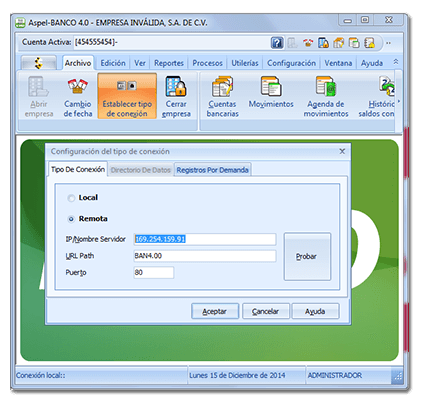 Aspel-BANCO 4.0 - EMPRESA INVÁLIDA, S.A. DE C.V.
Cuenta Activa: [454555454]-
Archivo Edición Ver Reportes Procesos Utilerías Configuración Ventana Ayuda
Abrir empresa
Cambio de fecha
Establecer tipo de conexión
Cerrar empresa
Cuentas bancarias
Movimientos
Agenda de movimientos
Históric
saldos con
Configuración del tipo de conexión
Tipo De Conexión Directorio De Datos Registros Por Demanda
Local
Remota
IP/Nombre Servidor 169.254.159.91
URL Path BAN4.00
Puerto 80
Probar
Aceptar Cancelar Ayuda
Conexión local:: Lunes 15 de Diciembre de 2014 ADMINISTRADOR